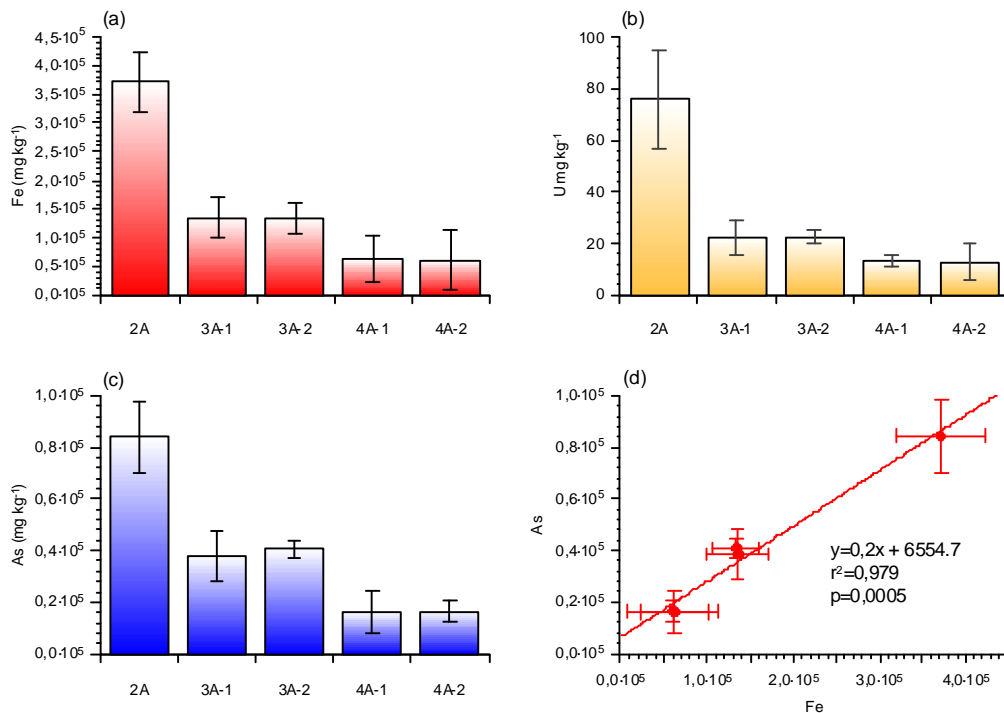 (a)
Fe (mg kg⁻¹)
4,5·10⁵
4,0·10⁵
3,5·10⁵
3,0·10⁵
2,5·10⁵
2,0·10⁵
1,5·10⁵
1,0·10⁵
0,5·10⁵
0,0·10⁵
2A 3A-1 3A-2 4A-1 4A-2
(b)
U mg kg⁻¹
100
80
60
40
20
0
2A 3A-1 3A-2 4A-1 4A-2
(c)
As (mg kg⁻¹)
1,0·10⁵
0,8·10⁵
0,6·10⁵
0,4·10⁵
0,2·10⁵
0,0·10⁵
2A 3A-1 3A-2 4A-1 4A-2
(d)
As
1,0·10⁵
0,8·10⁵
0,6·10⁵
0,4·10⁵
0,2·10⁵
0,0·10⁵
y=0,2x + 6554.7
r²=0,979
p=0,0005
0,0·10⁵ 1,0·10⁵ 2,0·10⁵ 3,0·10⁵ 4,0·10⁵
Fe